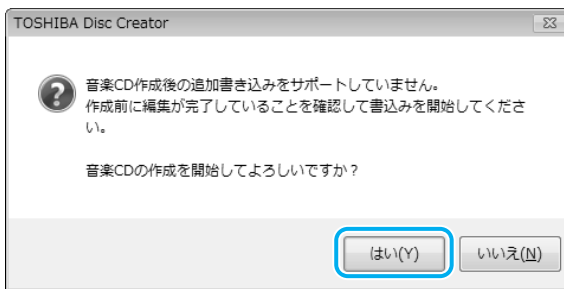 TOSHIBA Disc Creator
音楽CD作成後の追加書き込みをサポートしていません。
作成前に編集が完了していることを確認して書込みを開始してくださ
い。
音楽CDの作成を開始してよろしいですか？
はい(Y)
いいえ(N)